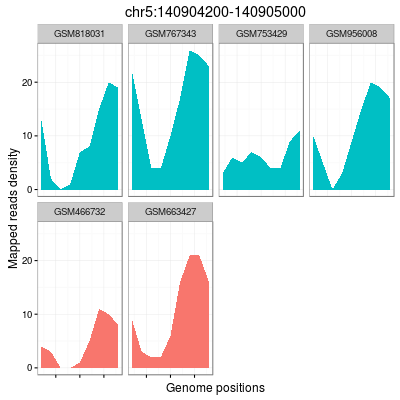 chr5:140904200-140905000
GSM818031 GSM767343 GSM753429 GSM956008
20
10
0
GSM466732 GSM663427
20
10
0
Mapped reads density
Genome positions